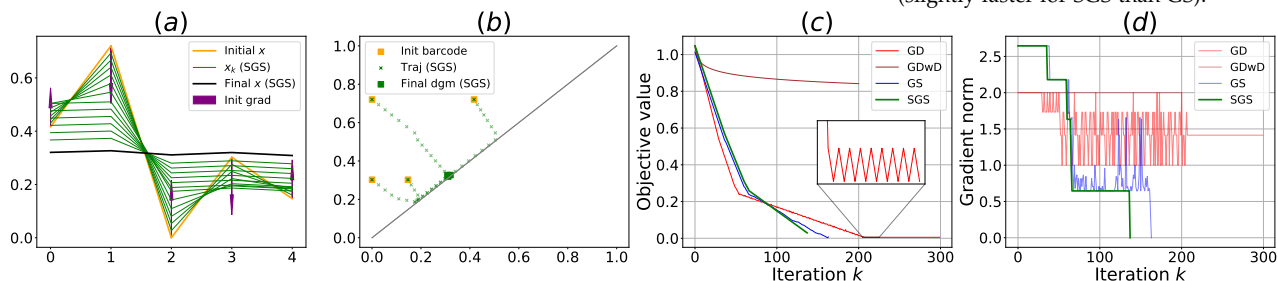 (slightly faster for SGS than GS).
(a)
Initial x
x_k (SGS)
Final x (SGS)
Init grad
0.6
0.4
0.2
0.0
0 1 2 3 4
(b)
Init barcode
Traj (SGS)
Final dgm (SGS)
1.0
0.8
0.6
0.4
0.2
0.0
0.0 0.2 0.4 0.6 0.8 1.0
(c)
GD
GDwD
GS
SGS
Objective value
1.0
0.8
0.6
0.4
0.2
0.0
0 100 200 300
Iteration k
(d)
GD
GDwD
GS
SGS
Gradient norm
2.5
2.0
1.5
1.0
0.5
0.0
0 100 200 300
Iteration k